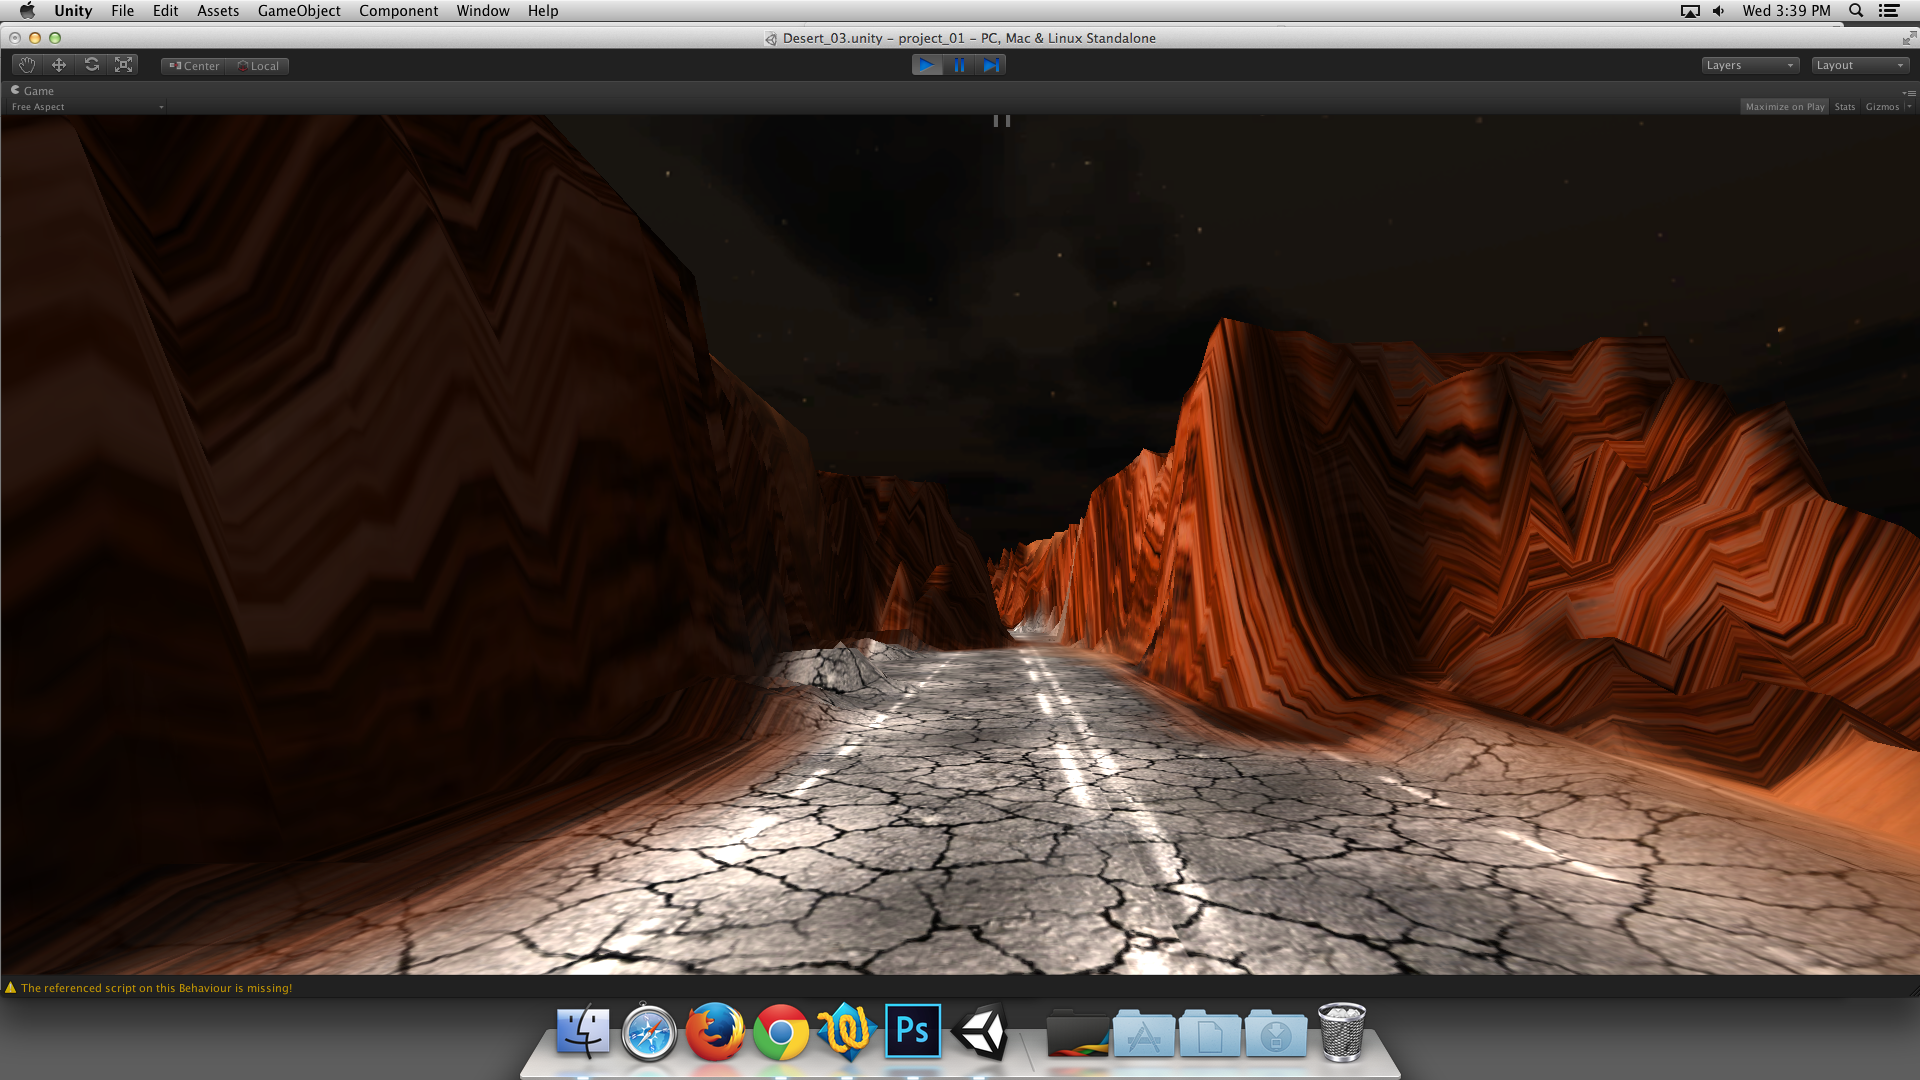 Unity File Edit Assets GameObject Component Window Help Wed 3:39 PM
Desert_03.unity - project_01 - PC, Mac & Linux Standalone
Center Local Layers Layout
Game
Free Aspect Maximize on Play Stats Gizmos
The referenced script on this Behaviour is missing!
Ps